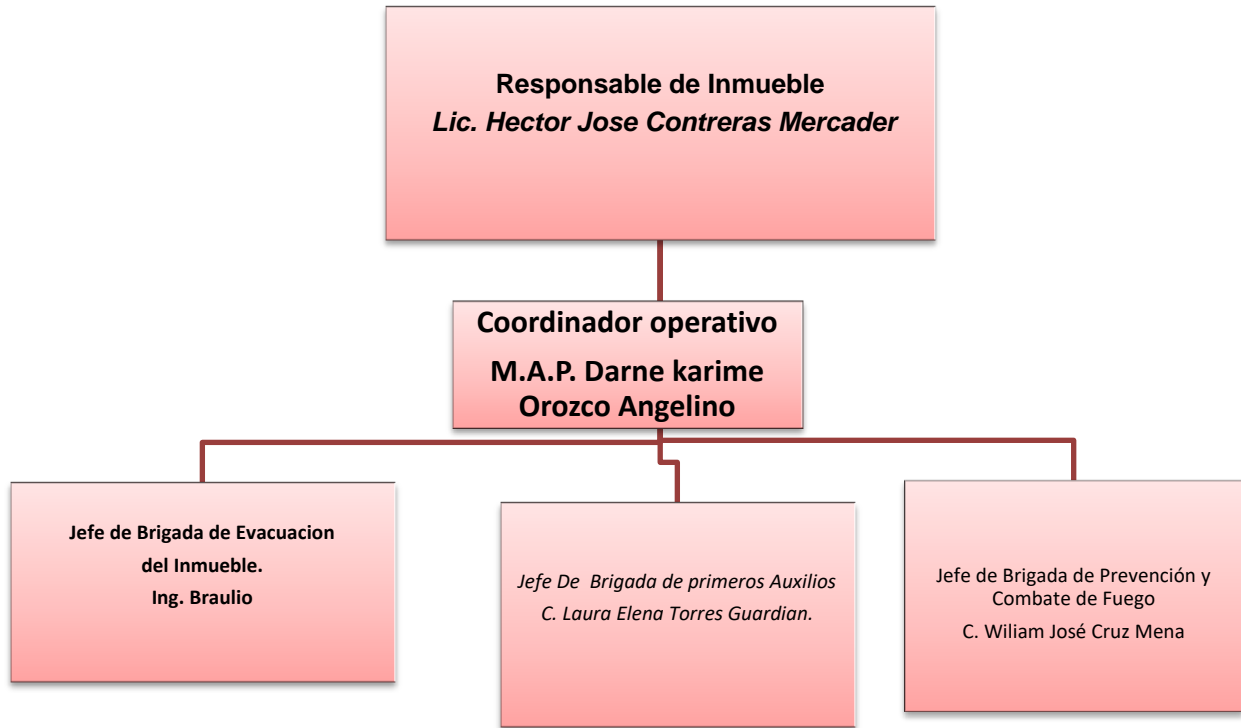 Responsable de Inmueble
Lic. Hector Jose Contreras Mercader
Coordinador operativo
M.A.P. Darne karime
Orozco Angelino
Jefe de Brigada de Evacuacion
del Inmueble.
Ing. Braulio
Jefe De  Brigada de primeros Auxilios
C. Laura Elena Torres Guardian.
Jefe de Brigada de Prevención y
Combate de Fuego
C. Wiliam José Cruz Mena